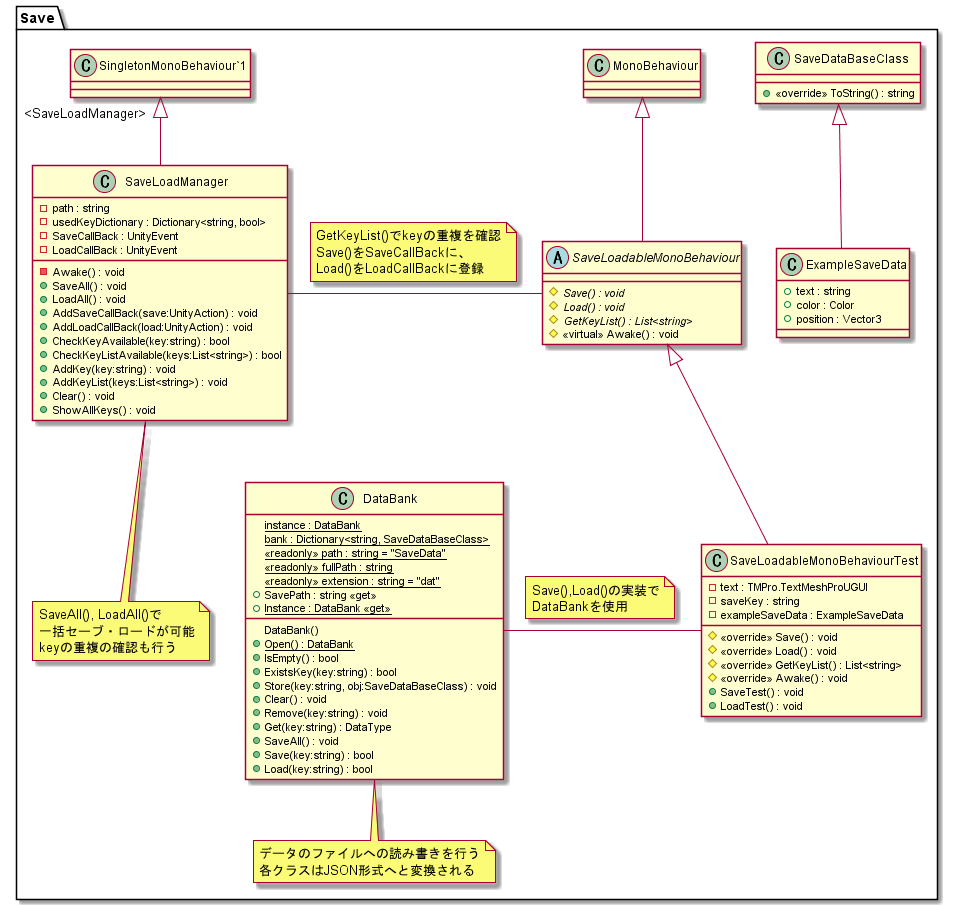 Save
C SingletonMonoBehaviour`1
<SaveLoadManager>
C MonoBehaviour
C SaveDataBaseClass
«override» ToString() : string
C SaveLoadManager
path : string
usedKeyDictionary : Dictionary<string, bool>
SaveCallBack : UnityEvent
LoadCallBack : UnityEvent
Awake() : void
SaveAll() : void
LoadAll() : void
AddSaveCallBack(save:UnityAction) : void
AddLoadCallBack(load:UnityAction) : void
CheckKeyAvailable(key:string) : bool
CheckKeyListAvailable(keys:List<string>) : bool
AddKey(key:string) : void
AddKeyList(keys:List<string>) : void
Clear() : void
ShowAllKeys() : void
GetKeyList()でkeyの重複を確認
Save()をSaveCallBackに、
Load()をLoadCallBackに登録
A SaveLoadableMonoBehaviour
Save() : void
Load() : void
GetKeyList() : List<string>
«virtual» Awake() : void
C ExampleSaveData
text : string
color : Color
position : Vector3
C DataBank
instance : DataBank
bank : Dictionary<string, SaveDataBaseClass>
«readonly» path : string = "SaveData"
«readonly» fullPath : string
«readonly» extension : string = "dat"
SavePath : string «get»
Instance : DataBank «get»
DataBank()
Open() : DataBank
IsEmpty() : bool
ExistsKey(key:string) : bool
Store(key:string, obj:SaveDataBaseClass) : void
Clear() : void
Remove(key:string) : void
Get(key:string) : DataType
SaveAll() : void
Save(key:string) : bool
Load(key:string) : bool
Save(),Load()の実装で
DataBankを使用
C SaveLoadableMonoBehaviourTest
text : TMPro.TextMeshProUGUI
saveKey : string
exampleSaveData : ExampleSaveData
«override» Save() : void
«override» Load() : void
«override» GetKeyList() : List<string>
«override» Awake() : void
SaveTest() : void
LoadTest() : void
SaveAll(), LoadAll()で
一括セーブ・ロードが可能
keyの重複の確認も行う
データのファイルへの読み書きを行う
各クラスはJSON形式へと変換される